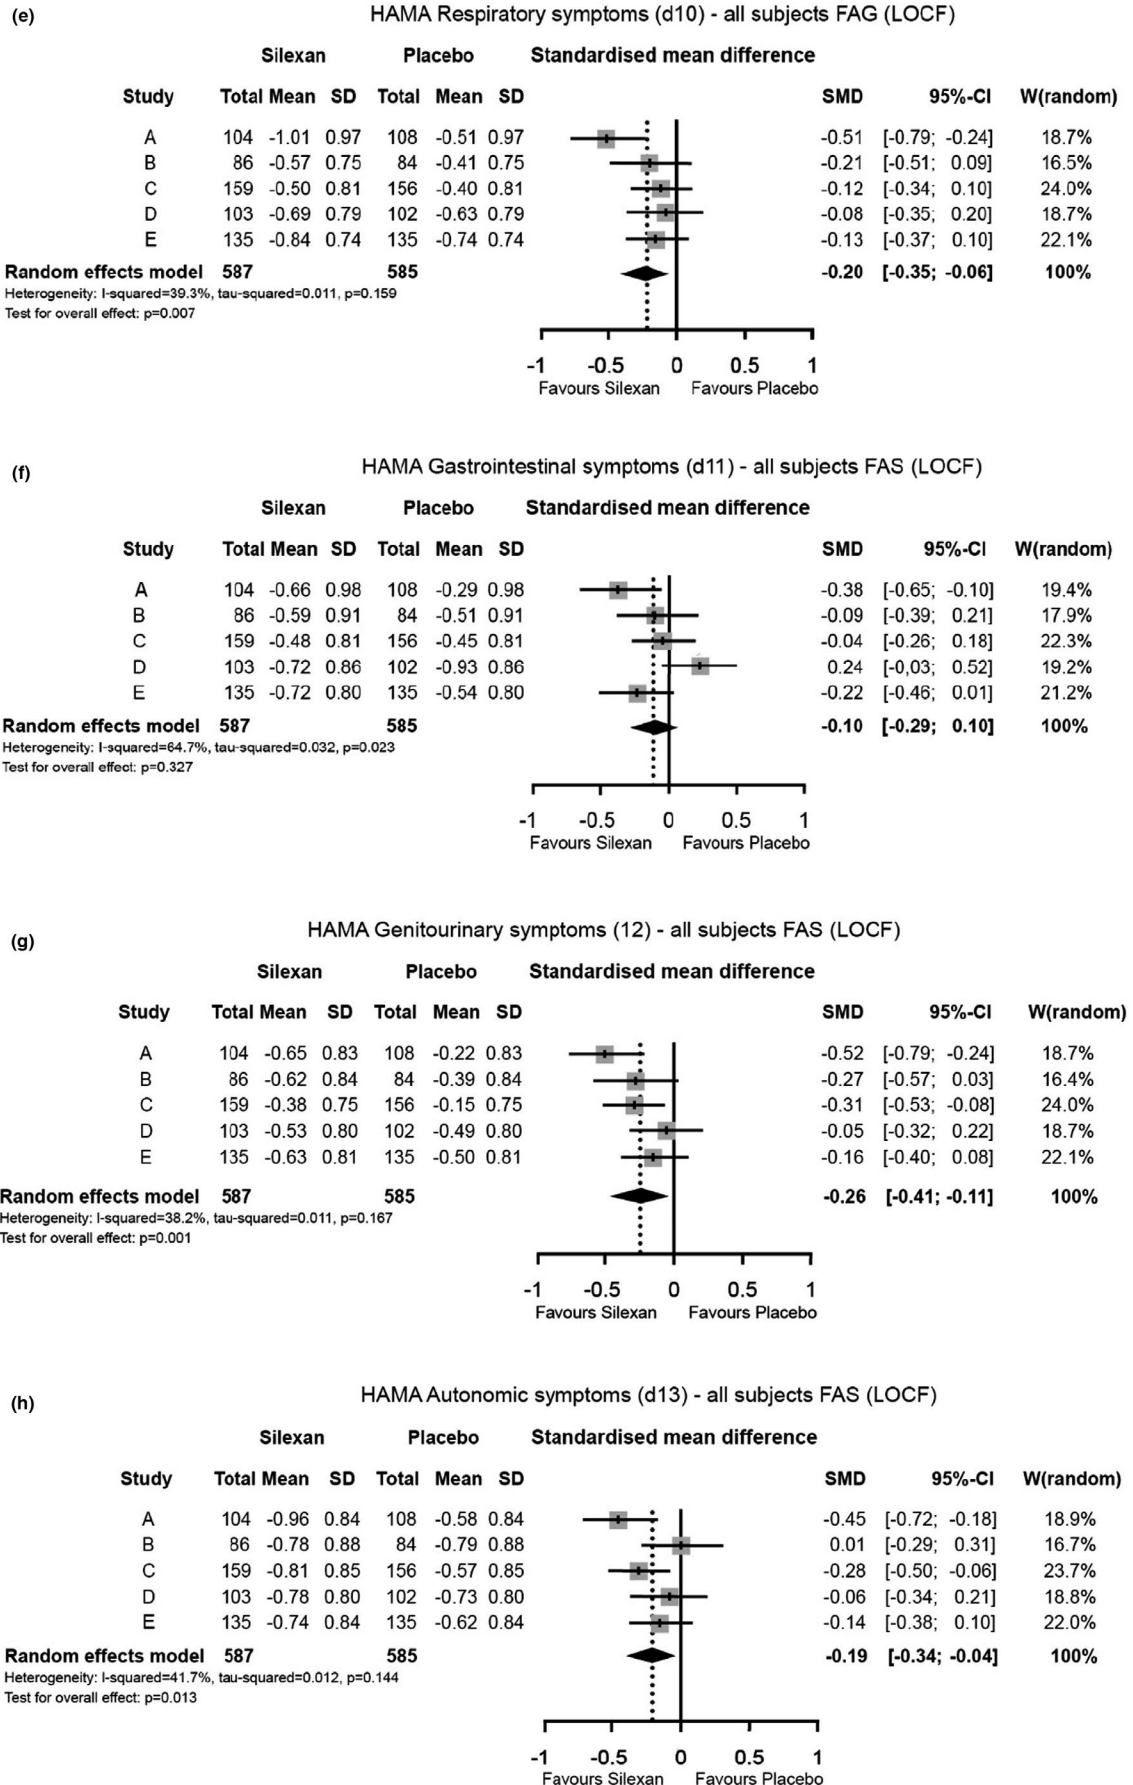 (e)
HAMA Respiratory symptoms (d10) - all subjects FAG (LOCF)
Silexan Placebo Standardised mean difference
Study Total Mean SD Total Mean SD SMD 95%-CI W(random)
A 104 -1.01 0.97 108 -0.51 0.97 -0.51 [-0.79; -0.24] 18.7%
B 86 -0.57 0.75 84 -0.41 0.75 -0.21 [-0.51; 0.09] 16.5%
C 159 -0.50 0.81 156 -0.40 0.81 -0.12 [-0.34; 0.10] 24.0%
D 103 -0.69 0.79 102 -0.63 0.79 -0.08 [-0.35; 0.20] 18.7%
E 135 -0.84 0.74 135 -0.74 0.74 -0.13 [-0.37; 0.10] 22.1%
Random effects model 587 585 -0.20 [-0.35; -0.06] 100%
Heterogeneity: I-squared=39.3%, tau-squared=0.011, p=0.159
Test for overall effect: p=0.007
-1 -0.5 0 0.5 1
Favours Silexan Favours Placebo
(f)
HAMA Gastrointestinal symptoms (d11) - all subjects FAS (LOCF)
Silexan Placebo Standardised mean difference
Study Total Mean SD Total Mean SD SMD 95%-CI W(random)
A 104 -0.66 0.98 108 -0.29 0.98 -0.38 [-0.65; -0.10] 19.4%
B 86 -0.59 0.91 84 -0.51 0.91 -0.09 [-0.39; 0.21] 17.9%
C 159 -0.48 0.81 156 -0.45 0.81 -0.04 [-0.26; 0.18] 22.3%
D 103 -0.72 0.86 102 -0.93 0.86 0.24 [-0,03; 0.52] 19.2%
E 135 -0.72 0.80 135 -0.54 0.80 -0.22 [-0.46; 0.01] 21.2%
Random effects model 587 585 -0.10 [-0.29; 0.10] 100%
Heterogeneity: I-squared=64.7%, tau-squared=0.032, p=0.023
Test for overall effect: p=0.327
-1 -0.5 0 0.5 1
Favours Silexan Favours Placebo
(g)
HAMA Genitourinary symptoms (12) - all subjects FAS (LOCF)
Silexan Placebo Standardised mean difference
Study Total Mean SD Total Mean SD SMD 95%-CI W(random)
A 104 -0.65 0.83 108 -0.22 0.83 -0.52 [-0.79; -0.24] 18.7%
B 86 -0.62 0.84 84 -0.39 0.84 -0.27 [-0.57; 0.03] 16.4%
C 159 -0.38 0.75 156 -0.15 0.75 -0.31 [-0.53; -0.08] 24.0%
D 103 -0.53 0.80 102 -0.49 0.80 -0.05 [-0.32; 0.22] 18.7%
E 135 -0.63 0.81 135 -0.50 0.81 -0.16 [-0.40; 0.08] 22.1%
Random effects model 587 585 -0.26 [-0.41; -0.11] 100%
Heterogeneity: I-squared=38.2%, tau-squared=0.011, p=0.167
Test for overall effect: p=0.001
-1 -0.5 0 0.5 1
Favours Silexan Favours Placebo
(h)
HAMA Autonomic symptoms (d13) - all subjects FAS (LOCF)
Silexan Placebo Standardised mean difference
Study Total Mean SD Total Mean SD SMD 95%-CI W(random)
A 104 -0.96 0.84 108 -0.58 0.84 -0.45 [-0.72; -0.18] 18.9%
B 86 -0.78 0.88 84 -0.79 0.88 0.01 [-0.29; 0.31] 16.7%
C 159 -0.81 0.85 156 -0.57 0.85 -0.28 [-0.50; -0.06] 23.7%
D 103 -0.78 0.80 102 -0.73 0.80 -0.06 [-0.34; 0.21] 18.8%
E 135 -0.74 0.84 135 -0.62 0.84 -0.14 [-0.38; 0.10] 22.0%
Random effects model 587 585 -0.19 [-0.34; -0.04] 100%
Heterogeneity: I-squared=41.7%, tau-squared=0.012, p=0.144
Test for overall effect: p=0.013
-1 -0.5 0 0.5 1
Favours Silexan Favours Placebo